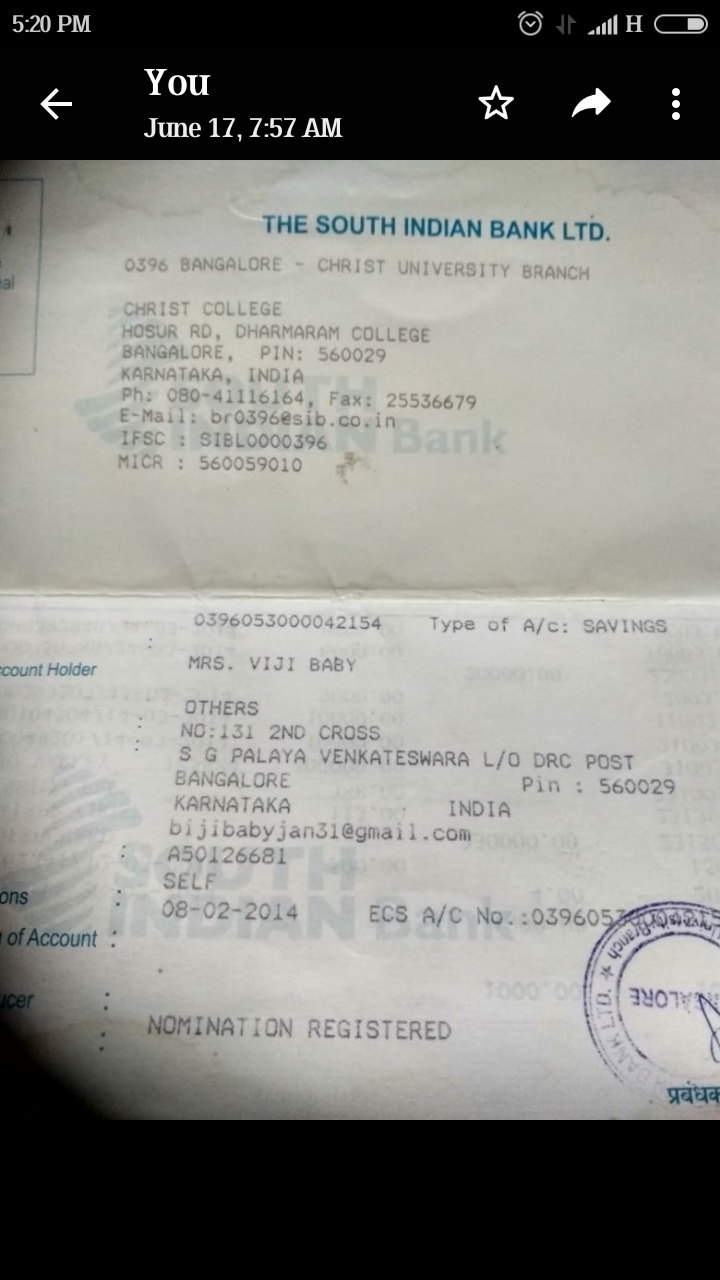 5:20 PM
H
You
June 17, 7:57 AM
THE SOUTH INDIAN BANK LTD.
0396 BANGALORE - CHRIST UNIVERSITY BRANCH
CHRIST COLLEGE
HOSUR RD, DHARMARAM COLLEGE
BANGALORE, PIN: 560029
KARNATAKA, INDIA
Ph: 080-41116164, Fax: 25536679
E-Mail: br0396@sib.co.in
IFSC : SIBL0000396
MICR : 560059010
SOUTH
INDIAN Bank
0396053000042154 Type of A/c: SAVINGS
:
ccount Holder MRS. VIJI BABY
OTHERS
: NO:131 2ND CROSS
: S G PALAYA VENKATESWARA L/O DRC POST
BANGALORE Pin : 560029
KARNATAKA INDIA
bijibabyjan31@gmail.com
: A50126681
SELF
ons : 08-02-2014 ECS A/C No.:039605
of Account :
SOUTH
INDIAN Bank
ucer :
: NOMINATION REGISTERED
BANK LTD. ★ Branch
प्रबंधक